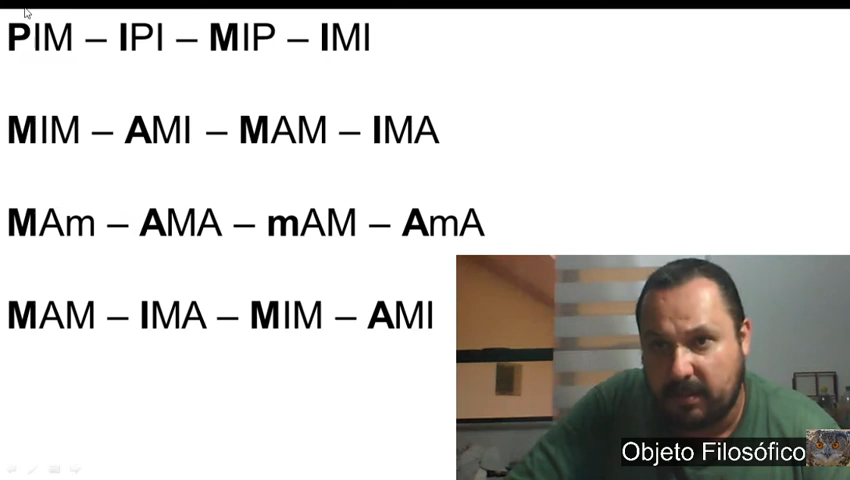 PIM – IPI – MIP – IMI
MIM – AMI – MAM – IMA
MAm – AMA – mAM – AmA
MAM – IMA – MIM – AMI
Objeto Filosófico